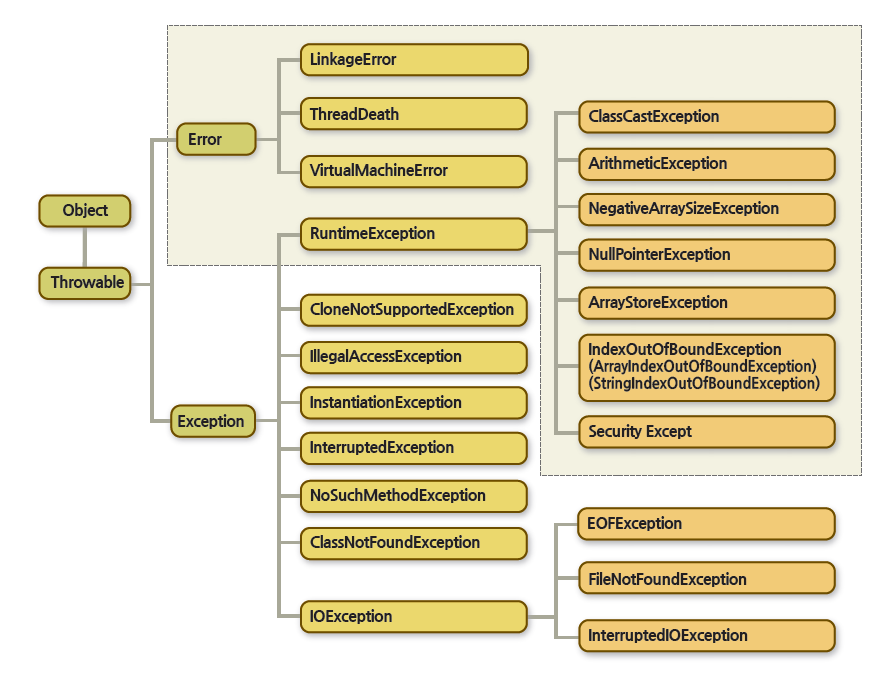 Object
Throwable
Error
LinkageError
ThreadDeath
VirtualMachineError
Exception
RuntimeException
ClassCastException
ArithmeticException
NegativeArraySizeException
NullPointerException
ArrayStoreException
IndexOutOfBoundException
(ArrayIndexOutOfBoundException)
(StringIndexOutOfBoundException)
Security Except
CloneNotSupportedException
IllegalAccessException
InstantiationException
InterruptedException
NoSuchMethodException
ClassNotFoundException
IOException
EOFException
FileNotFoundException
InterruptedIOException